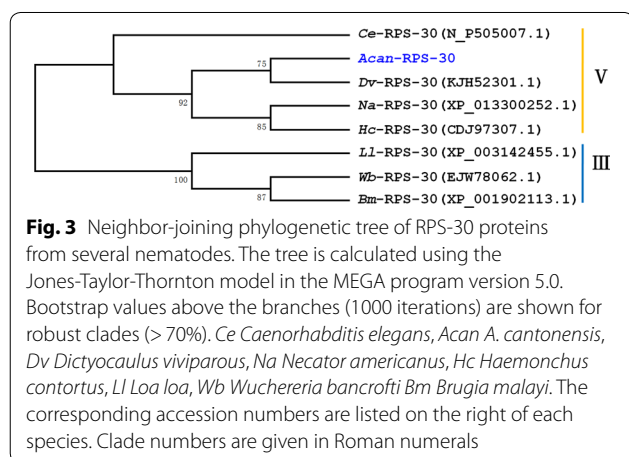 Ce-RPS-30(N_P505007.1)
Acan-RPS-30
75
Dv-RPS-30(KJH52301.1)
V
92
Na-RPS-30(XP_013300252.1)
85
Hc-RPS-30(CDJ97307.1)
Ll-RPS-30(XP_003142455.1)
100
Wb-RPS-30(EJW78062.1)
III
87
Bm-RPS-30(XP_001902113.1)
Fig. 3 Neighbor-joining phylogenetic tree of RPS-30 proteins
from several nematodes. The tree is calculated using the
Jones-Taylor-Thornton model in the MEGA program version 5.0.
Bootstrap values above the branches (1000 iterations) are shown for
robust clades (> 70%). Ce Caenorhabditis elegans, Acan A. cantonensis,
Dv Dictyocaulus viviparous, Na Necator americanus, Hc Haemonchus
contortus, Ll Loa loa, Wb Wuchereria bancrofti Bm Brugia malayi. The
corresponding accession numbers are listed on the right of each
species. Clade numbers are given in Roman numerals